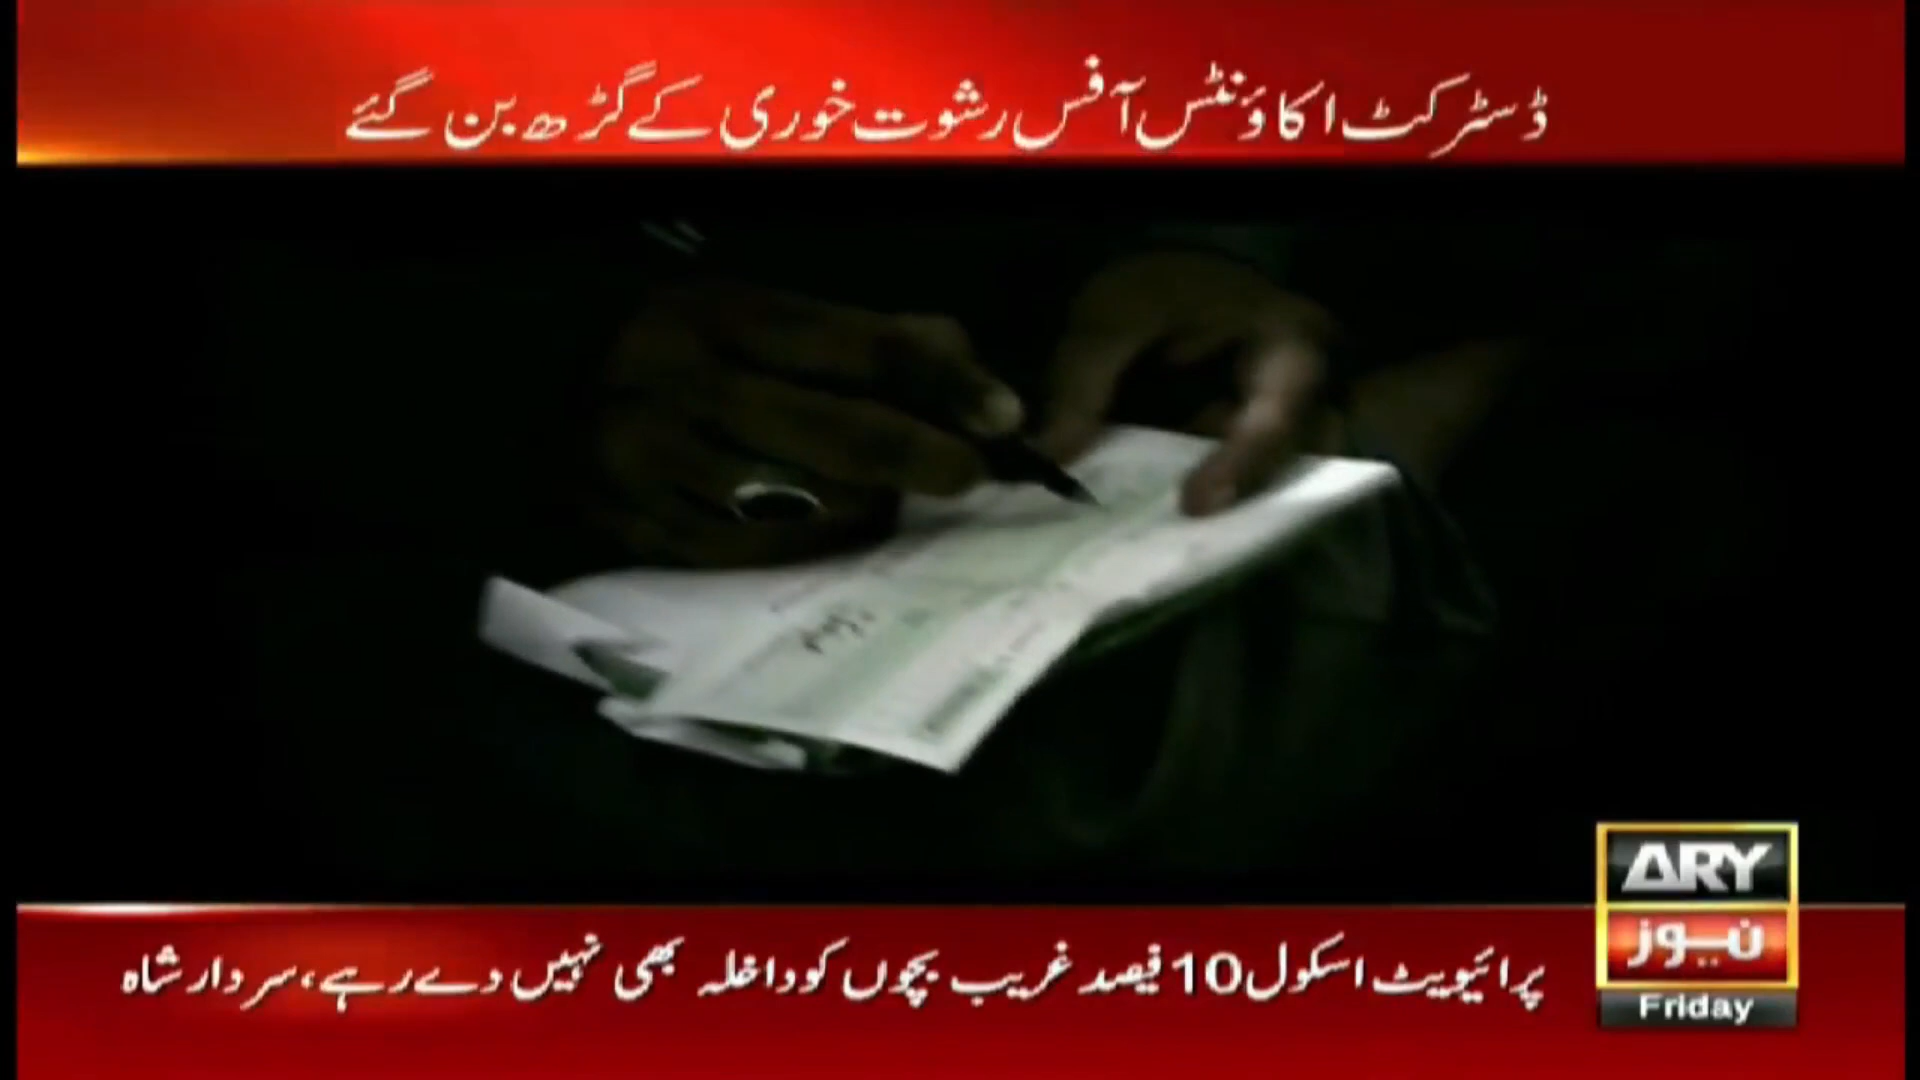 ڈسٹرکٹ اکاؤنٹس آفس رشوت خوری کے گڑھ بن گئے
پرائیویٹ اسکول 10 فیصد غریب بچوں کو داخلہ بھی نہیں دے رہے، سردار شاہ
ARY
نیوز
Friday